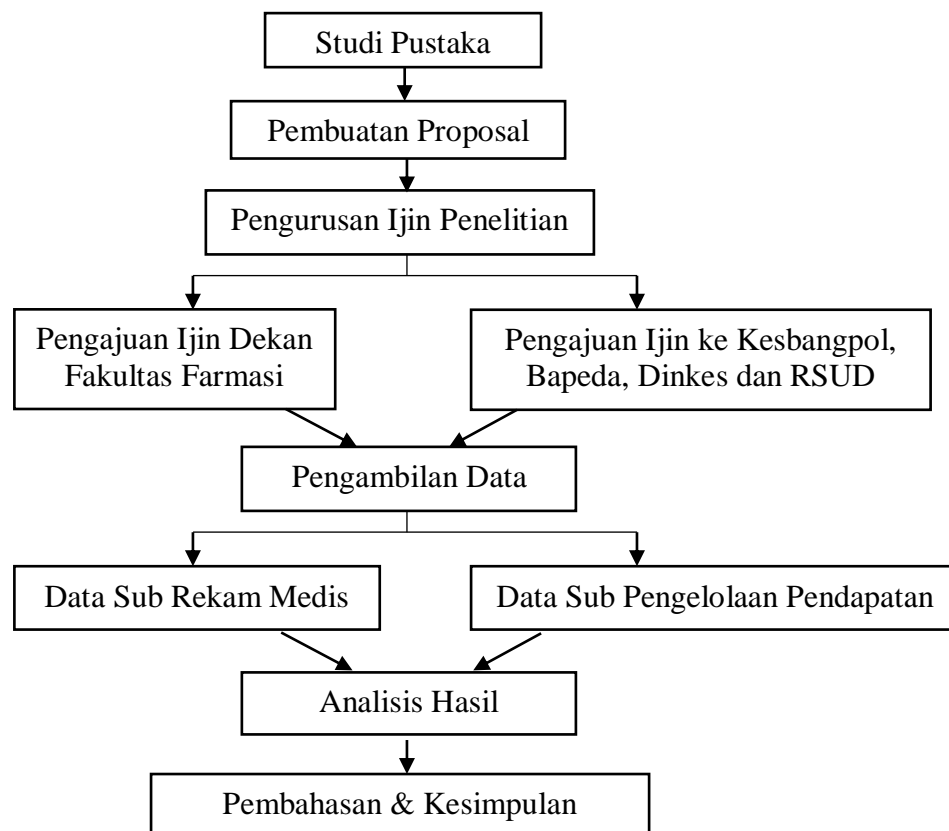 Studi Pustaka
Pembuatan Proposal
Pengurusan Ijin Penelitian
Pengajuan Ijin Dekan
Fakultas Farmasi
Pengajuan Ijin ke Kesbangpol,
Bapeda, Dinkes dan RSUD
Pengambilan Data
Data Sub Rekam Medis
Data Sub Pengelolaan Pendapatan
Analisis Hasil
Pembahasan & Kesimpulan